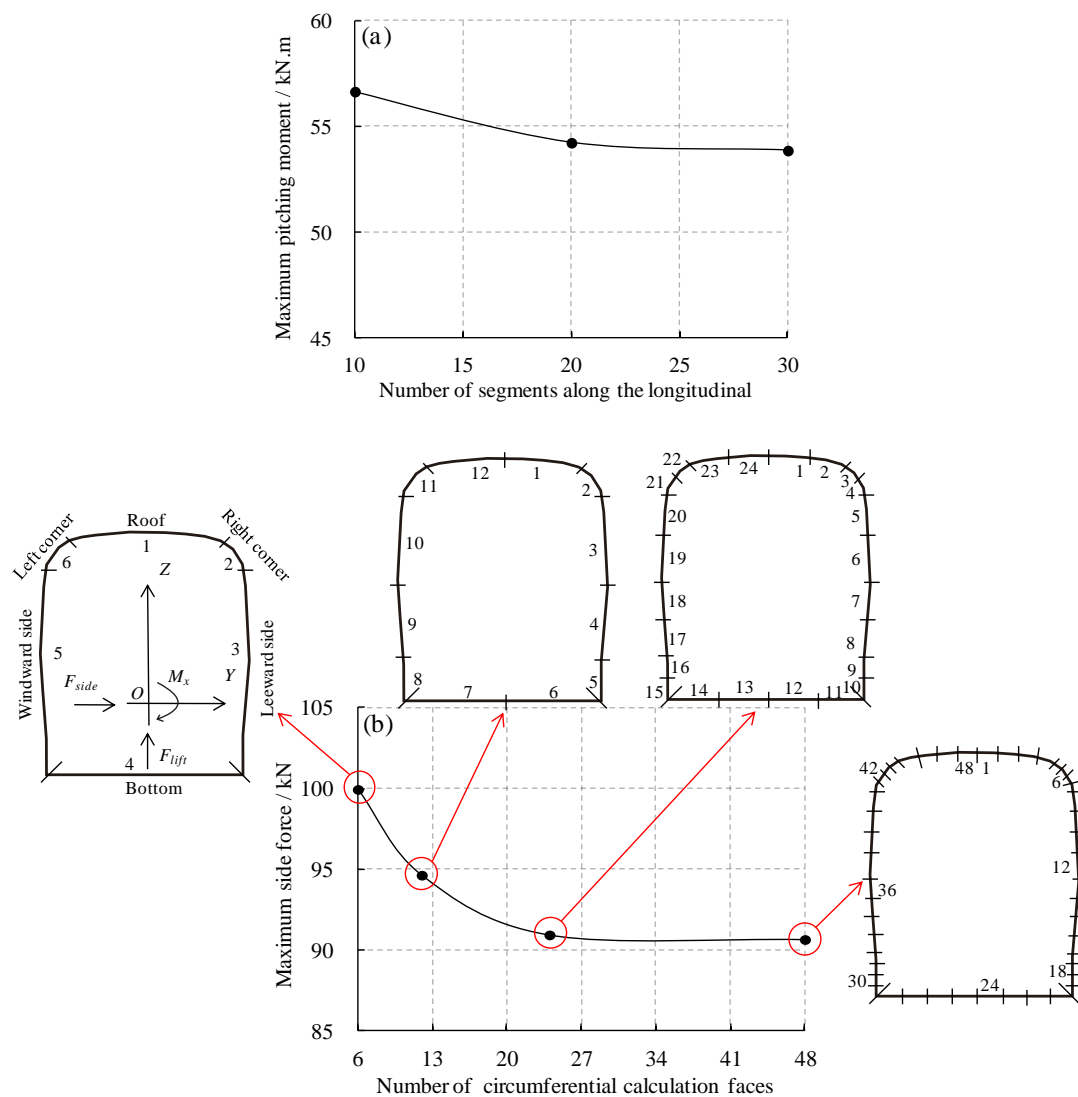 (a)
Maximum pitching moment / kN.m
60
55
50
45
10 15 20 25 30
Number of segments along the longitudinal
Left corner
Roof
Right corner
6 1 2
Z
Windward side
5 3
Leeward side
F_side O M_x Y
F_lift
4
Bottom
12 1
11 2
10 3
9 4
8 5
7 6
22 23 24 1 2 3
21 4
20 5
19 6
18 7
17 8
16 9
15 14 13 12 11 10
(b)
Maximum side force / kN
105
100
95
90
85
6 13 20 27 34 41 48
Number of circumferential calculation faces
42 48 1 6
36 12
30 24 18